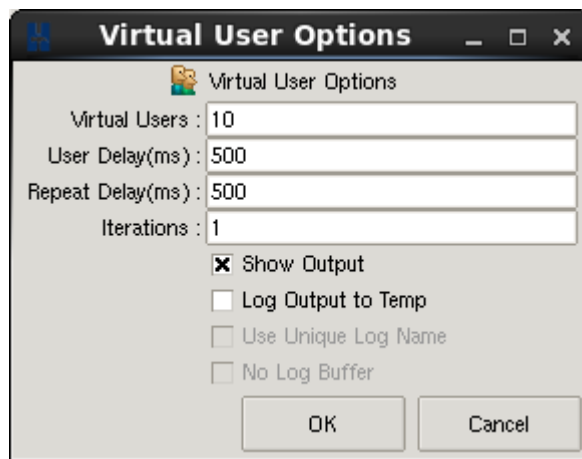 Virtual User Options
Virtual User Options
Virtual Users : 10
User Delay(ms) : 500
Repeat Delay(ms) : 500
Iterations : 1
Show Output
Log Output to Temp
Use Unique Log Name
No Log Buffer
OK Cancel